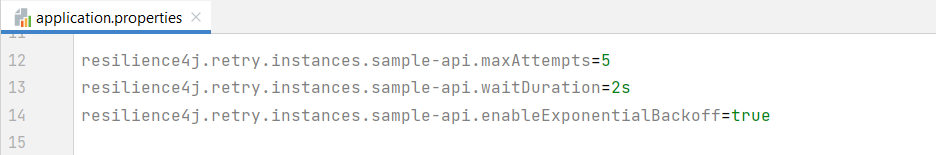 application.properties
12 resilience4j.retry.instances.sample-api.maxAttempts=5
13 resilience4j.retry.instances.sample-api.waitDuration=2s
14 resilience4j.retry.instances.sample-api.enableExponentialBackoff=true
15